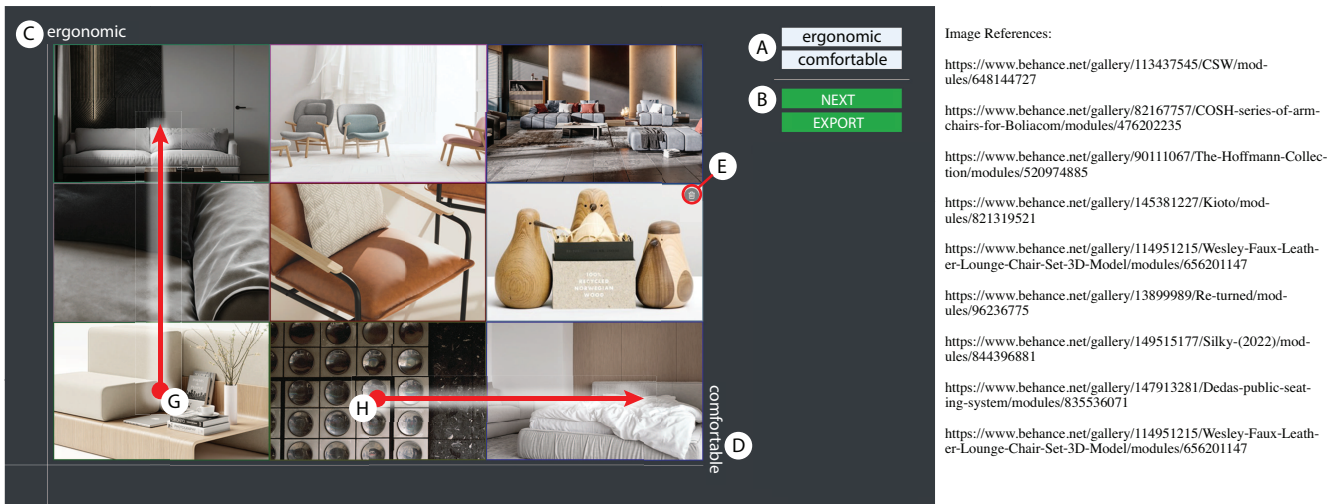 C
ergonomic
A
ergonomic
comfortable
B
NEXT
EXPORT
E
100%
RECYCLED
NORWEGIAN
WOOD
G
H
comfortable
D
Image References:
https://www.behance.net/gallery/113437545/CSW/mod-
ules/648144727
https://www.behance.net/gallery/82167757/COSH-series-of-arm-
chairs-for-Boliacom/modules/476202235
https://www.behance.net/gallery/90111067/The-Hoffmann-Collec-
tion/modules/520974885
https://www.behance.net/gallery/145381227/Kioto/mod-
ules/821319521
https://www.behance.net/gallery/114951215/Wesley-Faux-Leath-
er-Lounge-Chair-Set-3D-Model/modules/656201147
https://www.behance.net/gallery/13899989/Re-turned/mod-
ules/96236775
https://www.behance.net/gallery/149515177/Silky-(2022)/mod-
ules/844396881
https://www.behance.net/gallery/147913281/Dedas-public-seat-
ing-system/modules/835536071
https://www.behance.net/gallery/114951215/Wesley-Faux-Leath-
er-Lounge-Chair-Set-3D-Model/modules/656201147